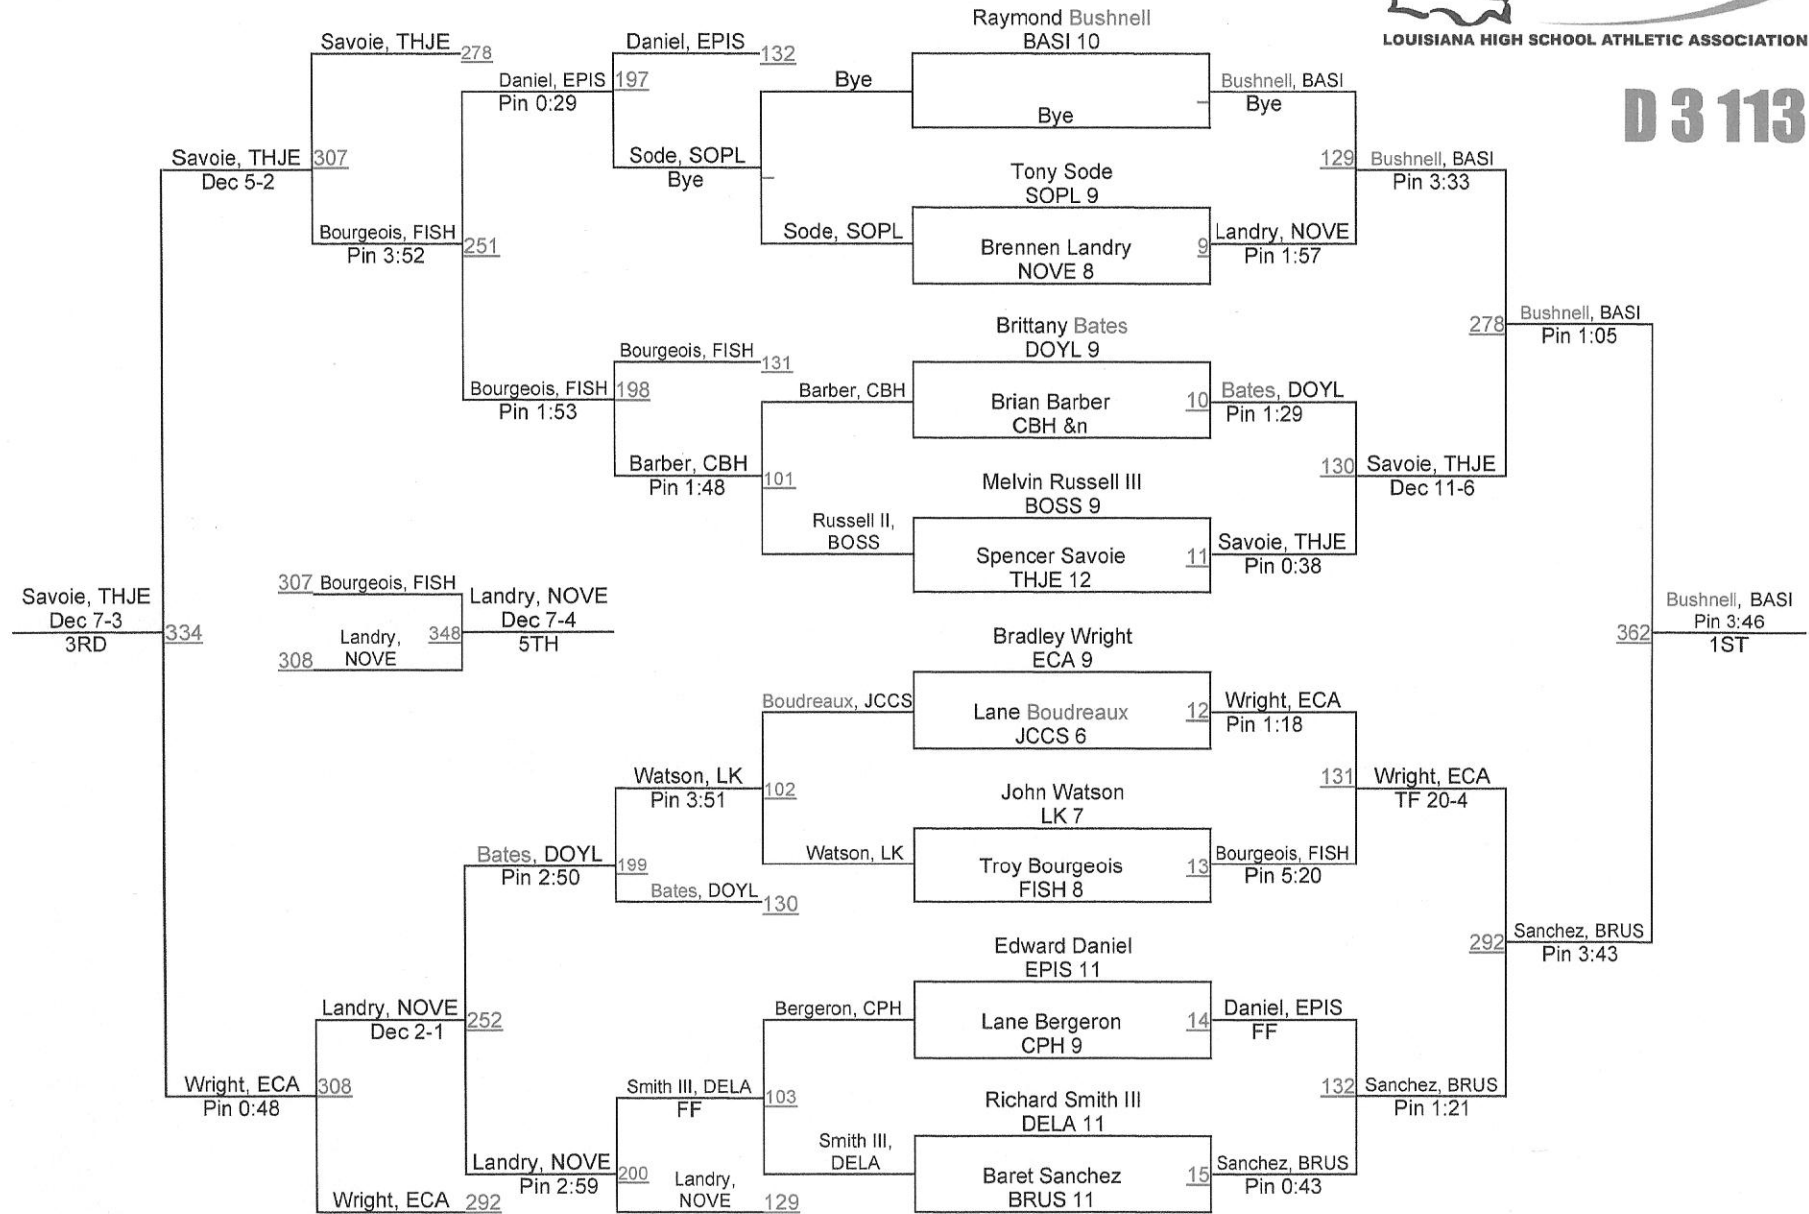 LOUISIANA HIGH SCHOOL ATHLETIC ASSOCIATION
D 3 113
Savoie, THJE
278
Savoie, THJE
307
Dec 5-2
Bourgeois, FISH
251
Pin 3:52
Daniel, EPIS
197
Pin 0:29
Daniel, EPIS
132
Sode, SOPL
Bye
Bye
Sode, SOPL
Bourgeois, FISH
198
Pin 1:53
Bourgeois, FISH
131
Barber, CBH
101
Pin 1:48
Barber, CBH
Russell II,
BOSS
Savoie, THJE
Dec 7-3
334
3RD
307 Bourgeois, FISH
Landry,
NOVE
308
348
Landry, NOVE
Dec 7-4
5TH
Boudreaux, JCCS
Watson, LK
102
Pin 3:51
Watson, LK
Bates, DOYL
199
Pin 2:50
Bates, DOYL
130
Landry, NOVE
252
Dec 2-1
Wright, ECA
308
Pin 0:48
Bergeron, CPH
Smith III, DELA
103
FF
Smith III,
DELA
Landry, NOVE
200
Pin 2:59
Landry,
NOVE
129
Wright, ECA
292
Raymond Bushnell
BASI 10
Bye
Tony Sode
SOPL 9
Brennen Landry
NOVE 8
9
Brittany Bates
DOYL 9
Brian Barber
CBH &n
10
Melvin Russell III
BOSS 9
Spencer Savoie
THJE 12
11
Bradley Wright
ECA 9
Lane Boudreaux
JCCS 6
12
John Watson
LK 7
Troy Bourgeois
FISH 8
13
Edward Daniel
EPIS 11
Lane Bergeron
CPH 9
14
Richard Smith III
DELA 11
Baret Sanchez
BRUS 11
15
Bushnell, BASI
Bye
129
Bushnell, BASI
Pin 3:33
Landry, NOVE
Pin 1:57
278
Bushnell, BASI
Pin 1:05
Bates, DOYL
Pin 1:29
130
Savoie, THJE
Dec 11-6
Savoie, THJE
Pin 0:38
362
Bushnell, BASI
Pin 3:46
1ST
Wright, ECA
Pin 1:18
131
Wright, ECA
TF 20-4
Bourgeois, FISH
Pin 5:20
292
Sanchez, BRUS
Pin 3:43
Daniel, EPIS
FF
132
Sanchez, BRUS
Pin 1:21
Sanchez, BRUS
Pin 0:43